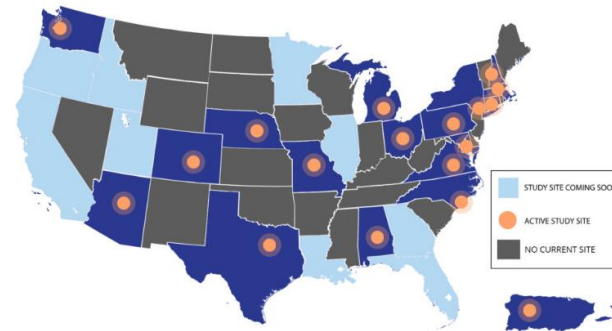 STUDY SITE COMING SOO
ACTIVE STUDY SITE
NO CURRENT SITE